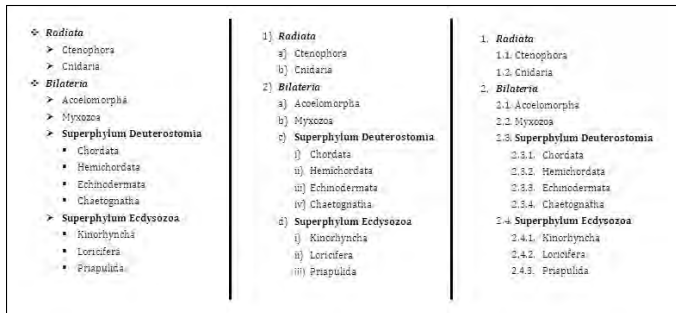 ❖ Radiata
➤ Ctenophora
➤ Cnidaria
❖ Bilateria
➤ Acoelomorpha
➤ Myxozoa
➤ Superphylum Deuterostomia
▪ Chordata
▪ Hemichordata
▪ Echinodermata
▪ Chaetognatha
➤ Superphylum Ecdysozoa
▪ Kinorhyncha
▪ Loricifera
▪ Priapulida
1) Radiata
a) Ctenophora
b) Cnidaria
2) Bilateria
a) Acoelomorpha
b) Myxozoa
c) Superphylum Deuterostomia
i) Chordata
ii) Hemichordata
iii) Echinodermata
iv) Chaetognatha
d) Superphylum Ecdysozoa
i) Kinorhyncha
ii) Loricifera
iii) Priapulida
1. Radiata
1.1. Ctenophora
1.2. Cnidaria
2. Bilateria
2.1. Acoelomorpha
2.2. Myxozoa
2.3. Superphylum Deuterostomia
2.3.1. Chordata
2.3.2. Hemichordata
2.3.3. Echinodermata
2.3.4. Chaetognatha
2.4. Superphylum Ecdysozoa
2.4.1. Kinorhyncha
2.4.2. Loricifera
2.4.3. Priapulida